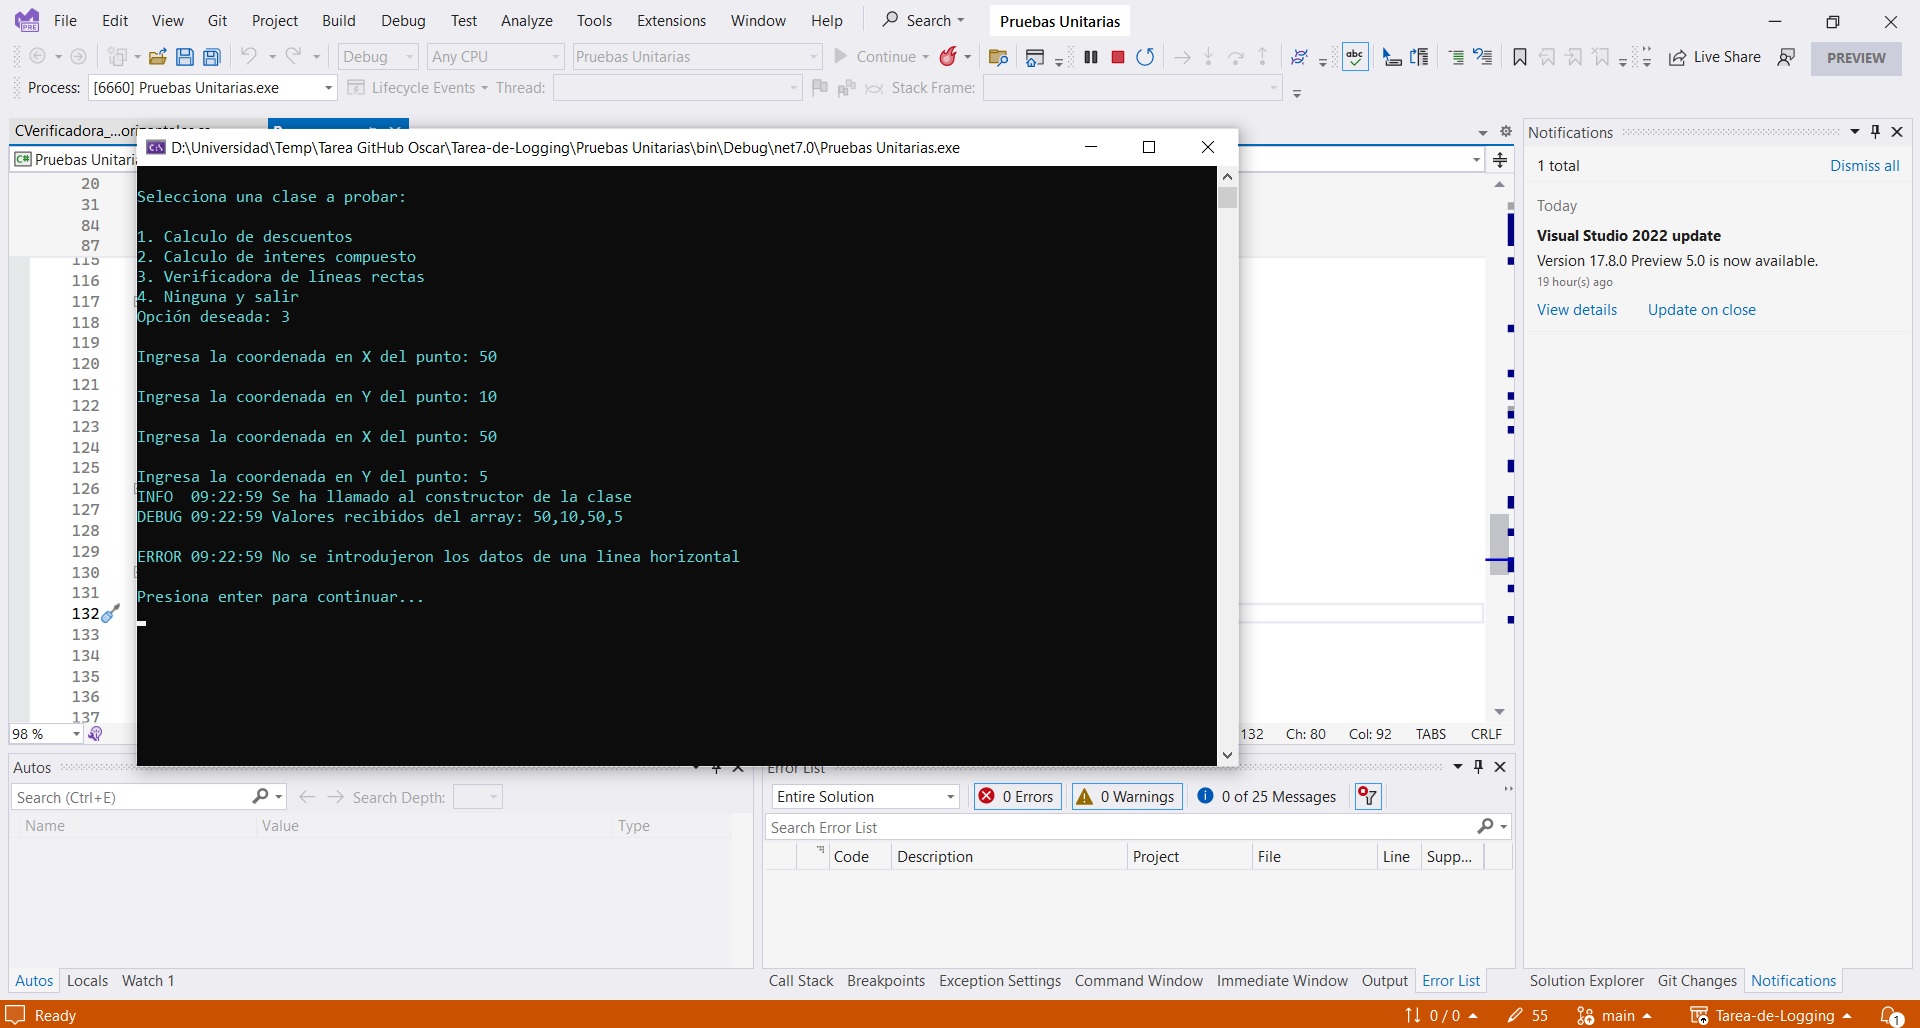 File Edit View Git Project Build Debug Test Analyze Tools Extensions Window Help Search Pruebas Unitarias
Debug Any CPU Pruebas Unitarias Continue abc Live Share PREVIEW
Process: [6660] Pruebas Unitarias.exe Lifecycle Events Thread: Stack Frame:
CVerificadora_...orizontales.cs
C# Pruebas Unitari
D:\Universidad\Temp\Tarea GitHub Oscar\Tarea-de-Logging\Pruebas Unitarias\bin\Debug\net7.0\Pruebas Unitarias.exe
Selecciona una clase a probar:
1. Calculo de descuentos
2. Calculo de interes compuesto
3. Verificadora de líneas rectas
4. Ninguna y salir
Opción deseada: 3
Ingresa la coordenada en X del punto: 50
Ingresa la coordenada en Y del punto: 10
Ingresa la coordenada en X del punto: 50
Ingresa la coordenada en Y del punto: 5
INFO  09:22:59 Se ha llamado al constructor de la clase
DEBUG 09:22:59 Valores recibidos del array: 50,10,50,5
ERROR 09:22:59 No se introdujeron los datos de una linea horizontal
Presiona enter para continuar...
20
31
84
87
115
116
117
118
119
120
121
122
123
124
125
126
127
128
129
130
131
132
133
134
135
136
137
98 %
132 Ch: 80 Col: 92 TABS CRLF
Notifications
1 total Dismiss all
Today
Visual Studio 2022 update
Version 17.8.0 Preview 5.0 is now available.
19 hour(s) ago
View details Update on close
Autos
Search (Ctrl+E) Search Depth:
Name Value Type
Autos Locals Watch 1
Error List
Entire Solution 0 Errors 0 Warnings 0 of 25 Messages
Search Error List
Code Description Project File Line Supp...
Call Stack Breakpoints Exception Settings Command Window Immediate Window Output Error List
Solution Explorer Git Changes Notifications
Ready 0 / 0 55 main Tarea-de-Logging 1